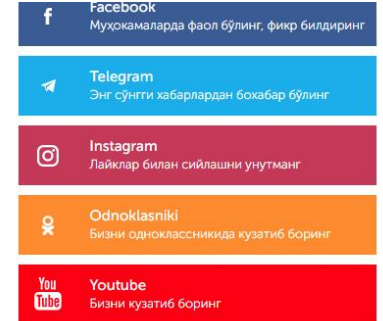 Facebook
Муҳокамаларда фаол бўлинг, фикр билдиринг
Telegram
Энг сўнгги хабарлардан бохабар бўлинг
Instagram
Лайклар билан сийлашни унутманг
Odnoklasniki
Бизни одноклассникида кузатиб боринг
You
Tube
Youtube
Бизни кузатиб боринг